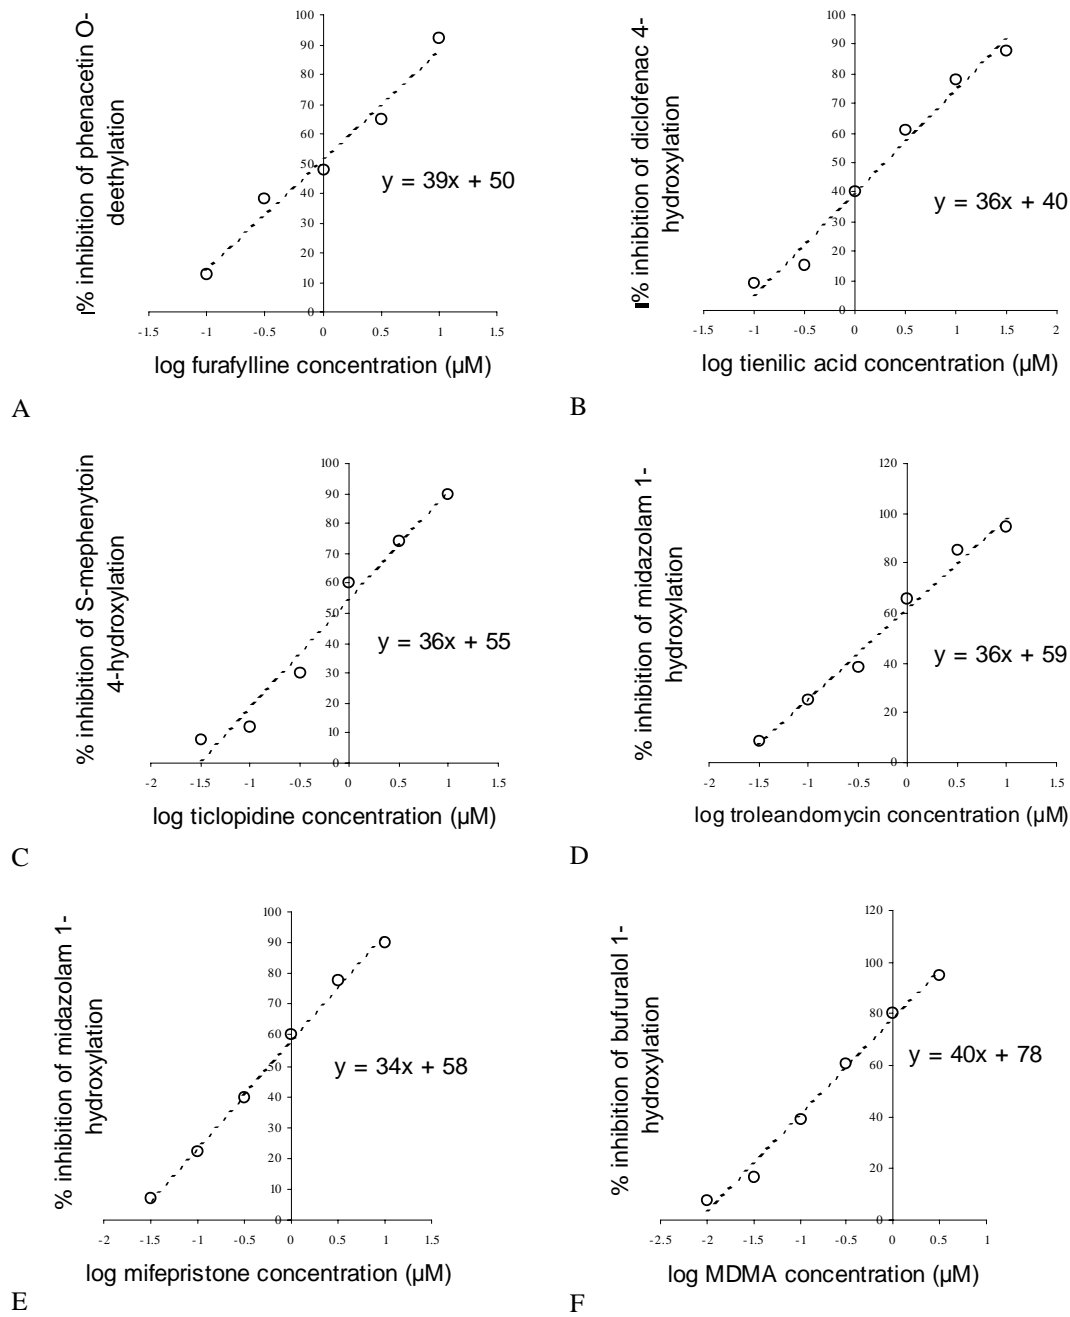 % inhibition of phenacetin O-
deethylation
100
90
80
70
60
50
40
30
20
10
0
-1.5 -1 -0.5 0 0.5 1 1.5
y = 39x + 50
log furafylline concentration (µM)
A
% inhibition of diclofenac 4-
hydroxylation
100
90
80
70
60
50
40
30
20
10
0
-1.5 -1 -0.5 0 0.5 1 1.5 2
y = 36x + 40
log tienilic acid concentration (µM)
B
% inhibition of S-mephenytoin
4-hydroxylation
100
90
80
70
60
50
40
30
20
10
0
-2 -1.5 -1 -0.5 0 0.5 1 1.5
y = 36x + 55
log ticlopidine concentration (µM)
C
% inhibition of midazolam 1-
hydroxylation
120
100
80
60
40
20
0
-2 -1.5 -1 -0.5 0 0.5 1 1.5
y = 36x + 59
log troleandomycin concentration (µM)
D
% inhibition of midazolam 1-
hydroxylation
100
90
80
70
60
50
40
30
20
10
0
-2 -1.5 -1 -0.5 0 0.5 1 1.5
y = 34x + 58
log mifepristone concentration (µM)
E
% inhibition of bufuralol 1-
hydroxylation
120
100
80
60
40
20
0
-2.5 -2 -1.5 -1 -0.5 0 0.5 1
y = 40x + 78
log MDMA concentration (µM)
F